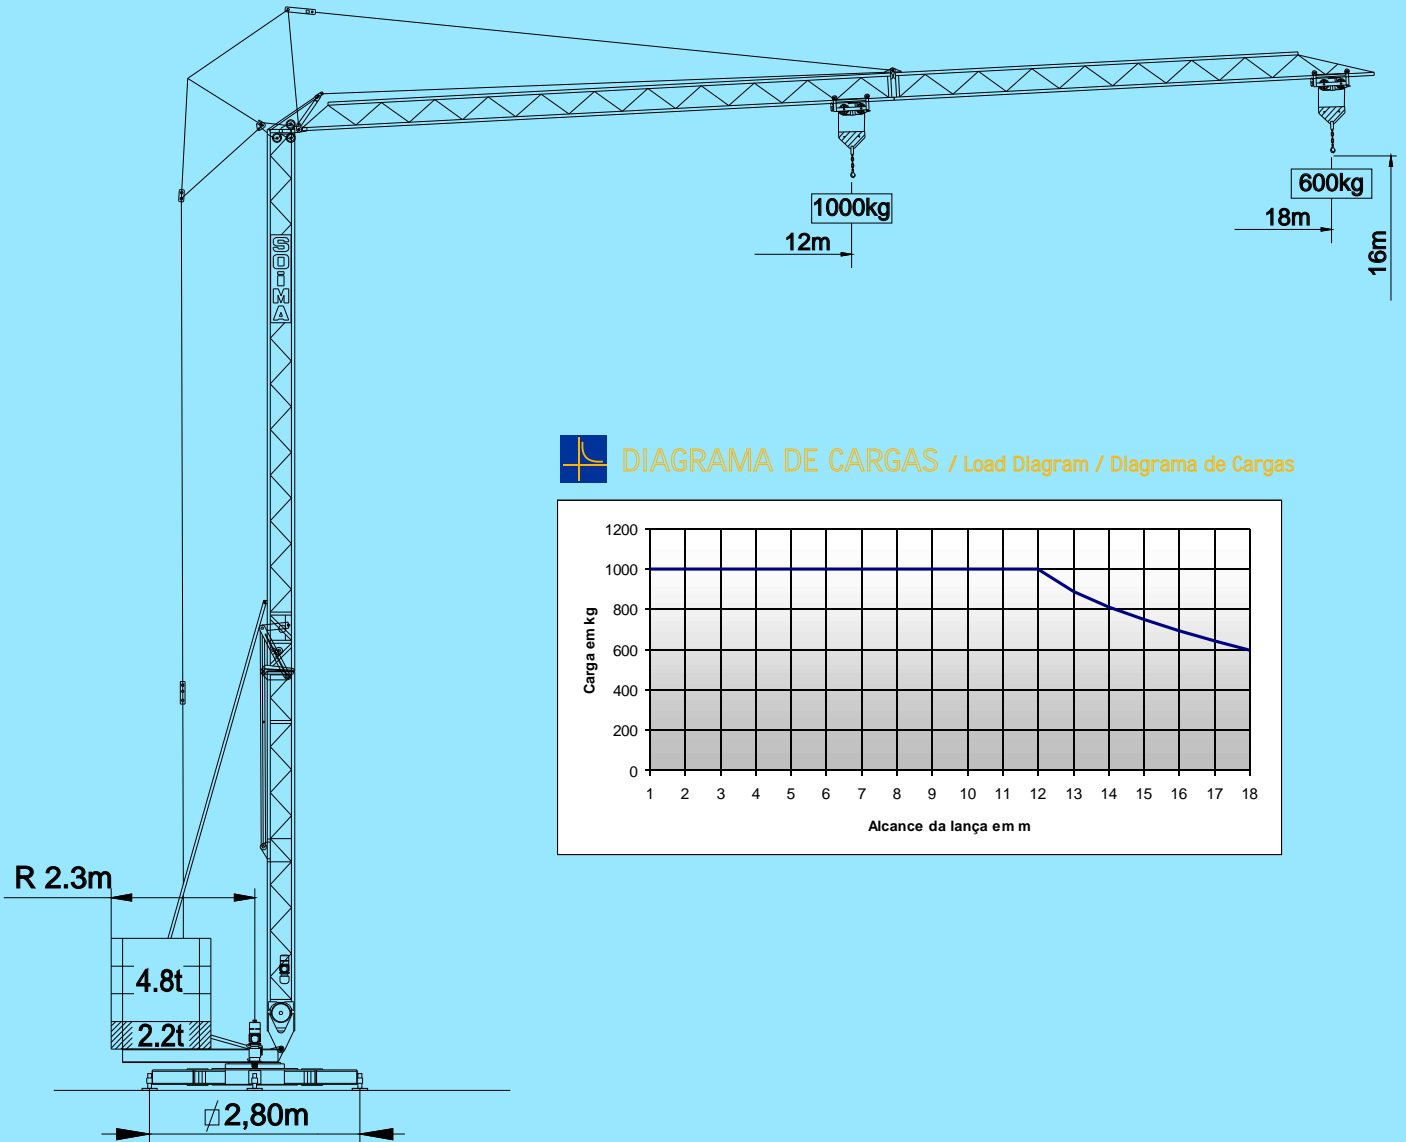 1000kg
12m
600kg
18m
16m
SOiMA
DIAGRAMA DE CARGAS / Load Diagram / Diagrama de Cargas
1200
1000
800
600
400
200
0
Carga em kg
1 2 3 4 5 6 7 8 9 10 11 12 13 14 15 16 17 18
Alcance da lança em m
R 2.3m
4.8t
2.2t
2,80m